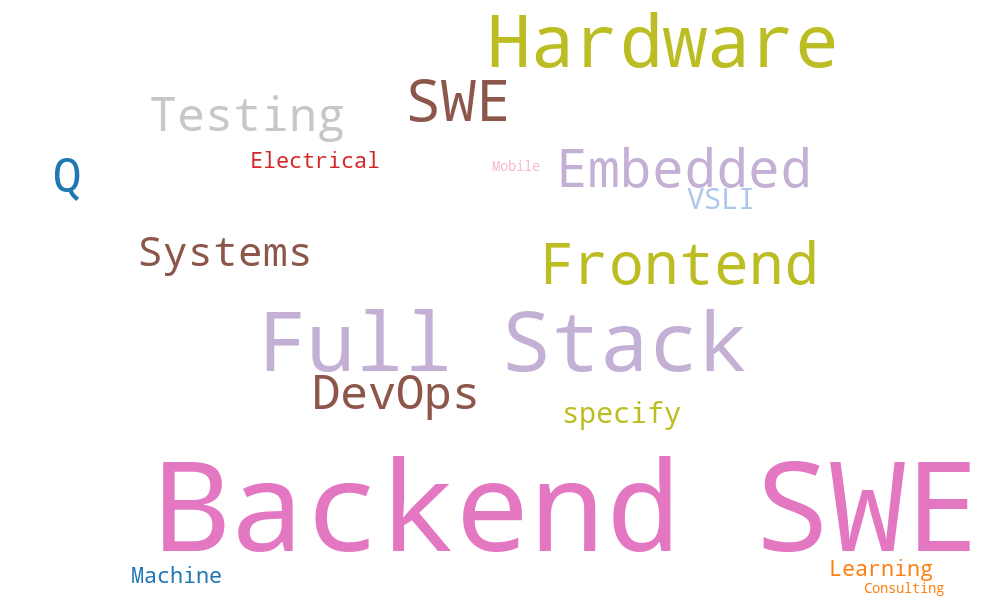 Hardware
SWE
Testing
Electrical
Mobile
Embedded
Q
VSLI
Systems
Frontend
Full Stack
DevOps
specify
Backend SWE
Machine
Learning
Consulting